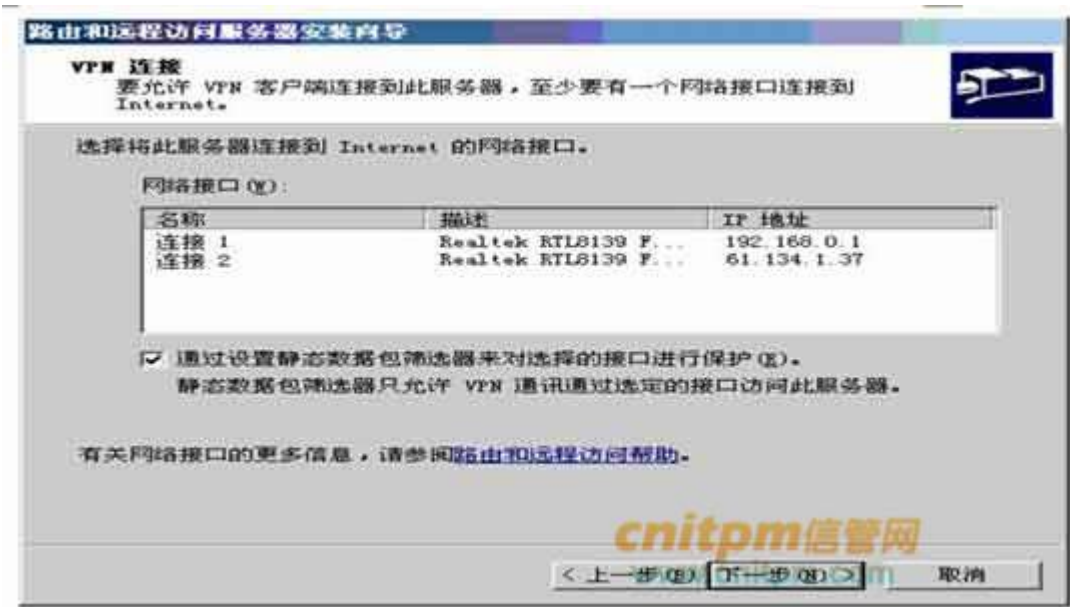 路由和远程访问服务器安装向导
VPN 连接
要允许 VPN 客户端连接到此服务器，至少要有一个网络接口连接到
Internet。
选择将此服务器连接到 Internet 的网络接口。
网络接口(W):
名称 描述 IP 地址
连接 1 Realtek RTL8139 F... 192.168.0.1
连接 2 Realtek RTL8139 F... 61.134.1.37
通过设置静态数据包筛选器来对选择的接口进行保护(E)。
静态数据包筛选器只允许 VPN 通讯通过选定的接口访问此服务器。
有关网络接口的更多信息，请参阅路由和远程访问帮助。
cnitpm信管网
< 上一步(B) 下一步(N) > 取消